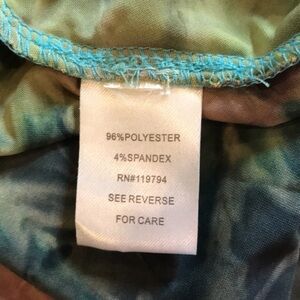 96%POLYESTER
4%SPANDEX
RN#119794
SEE REVERSE
FOR CARE